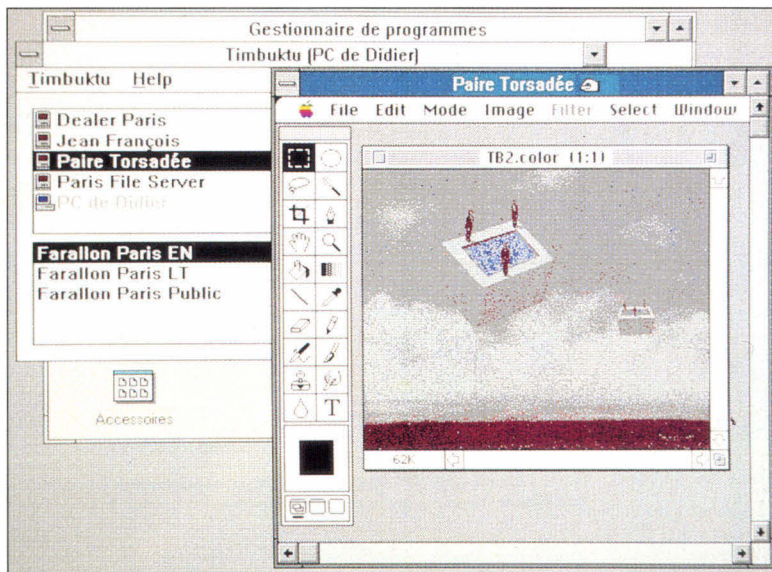 Gestionnaire de programmes
Timbuktu (PC de Didier)
Timbuktu Help
Dealer Paris
Jean François
Paire Torsadée
Paris File Server
PC de Didier
Farallon Paris EN
Farallon Paris LT
Farallon Paris Public
Accessoires
Paire Torsadée
File Edit Mode Image Filter Select Window
TB2.color (1:1)
T
62K